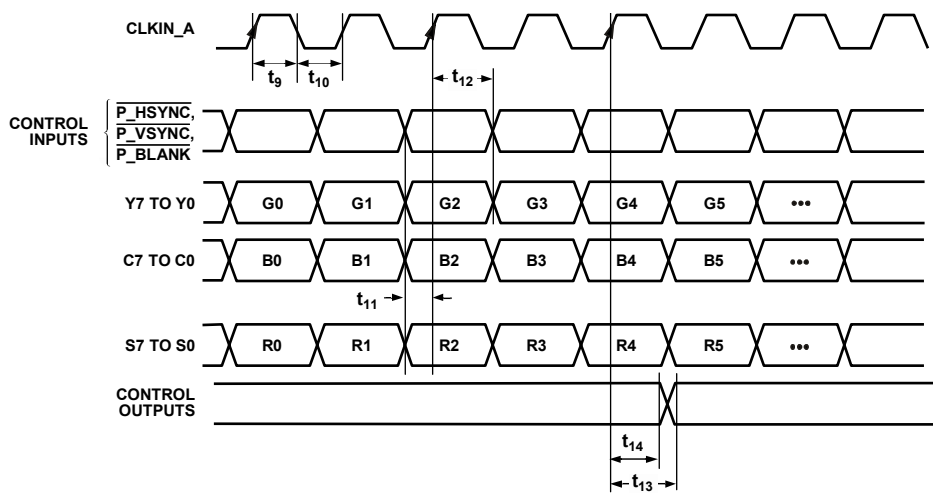 CLKIN_A
t9
t10
t12
CONTROL INPUTS
P_HSYNC,
P_VSYNC,
P_BLANK
Y7 TO Y0
G0 G1 G2 G3 G4 G5 •••
C7 TO C0
B0 B1 B2 B3 B4 B5 •••
t11
S7 TO S0
R0 R1 R2 R3 R4 R5 •••
CONTROL
OUTPUTS
t14
t13